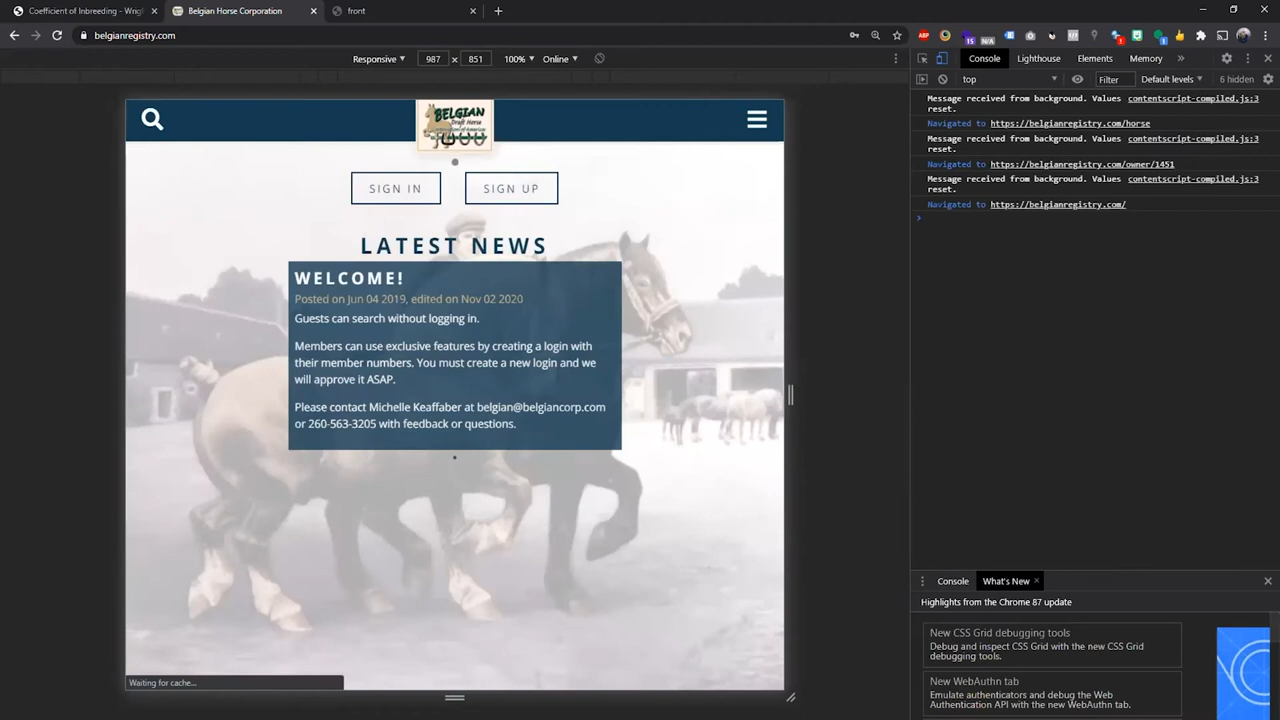 Coefficient of Inbreeding - Wrig
Belgian Horse Corporation
front
belgianregistry.com
Responsive 987 x 851 100% Online
Console Lighthouse Elements Memory
top Filter Default levels 6 hidden
Message received from background. Values contentscript-compiled.js:3
reset.
Navigated to https://belgianregistry.com/horse
Message received from background. Values contentscript-compiled.js:3
reset.
Navigated to https://belgianregistry.com/owner/1451
Message received from background. Values contentscript-compiled.js:3
reset.
Navigated to https://belgianregistry.com/
BELGIAN
Draft Horse
SIGN IN
SIGN UP
LATEST NEWS
WELCOME!
Posted on Jun 04 2019, edited on Nov 02 2020
Guests can search without logging in.
Members can use exclusive features by creating a login with
their member numbers. You must create a new login and we
will approve it ASAP.
Please contact Michelle Keaffaber at belgian@belgiancorp.com
or 260-563-3205 with feedback or questions.
Waiting for cache...
Console What's New
Highlights from the Chrome 87 update
New CSS Grid debugging tools
Debug and inspect CSS Grid with the new CSS Grid
debugging tools.
New WebAuthn tab
Emulate authenticators and debug the Web
Authentication API with the new WebAuthn tab.